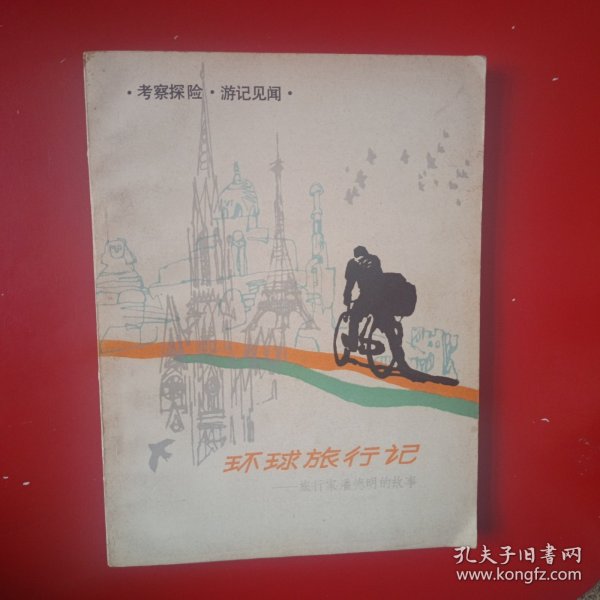 ·考察探险·游记见闻·
环球旅行记
——旅行家潘德明的故事
孔夫子旧书网
www.kongfz.com